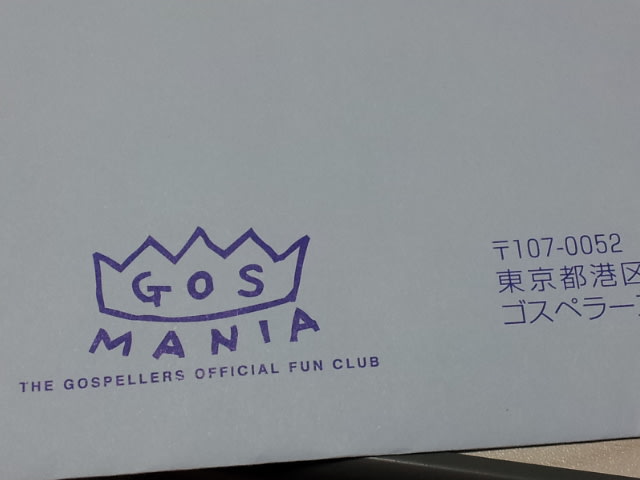 GOS
MANIA
THE GOSPELLERS OFFICIAL FUN CLUB
〒107-0052
東京都港区
ゴスペラー